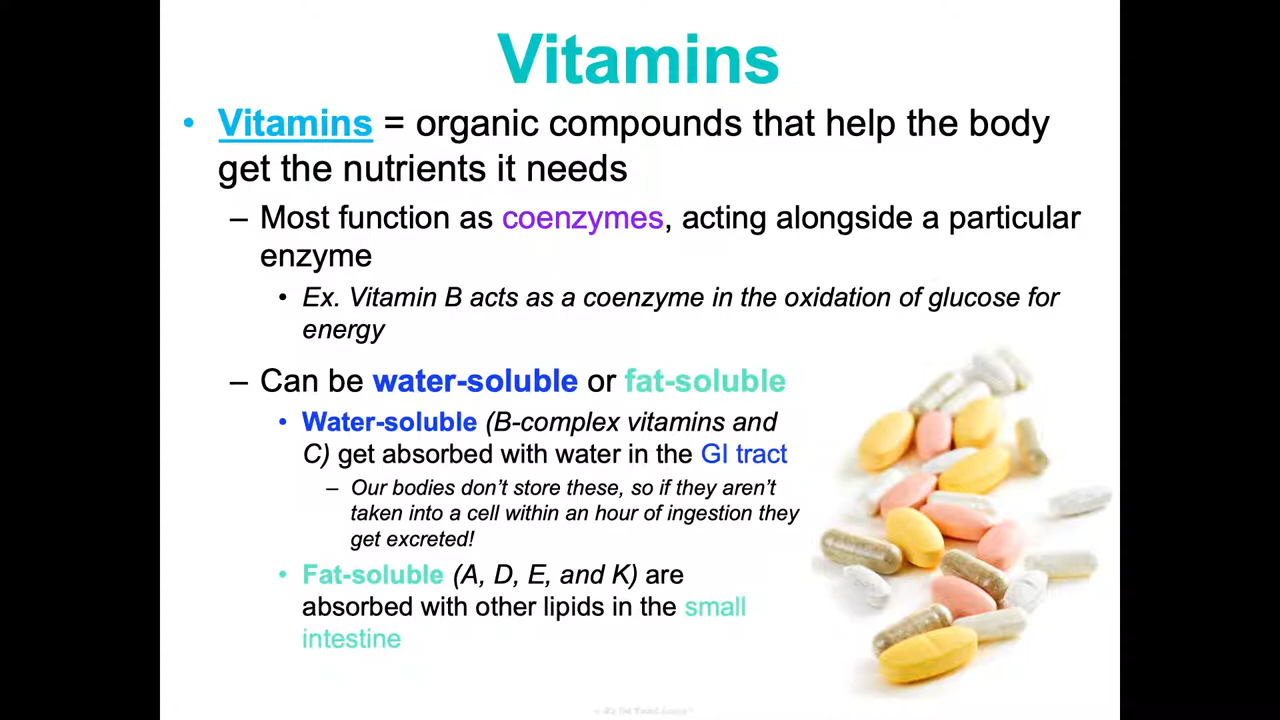 Vitamins
• Vitamins = organic compounds that help the body
get the nutrients it needs
– Most function as coenzymes, acting alongside a particular
enzyme
• Ex. Vitamin B acts as a coenzyme in the oxidation of glucose for
energy
– Can be water-soluble or fat-soluble
• Water-soluble (B-complex vitamins and
C) get absorbed with water in the GI tract
– Our bodies don’t store these, so if they aren’t
taken into a cell within an hour of ingestion they
get excreted!
• Fat-soluble (A, D, E, and K) are
absorbed with other lipids in the small
intestine